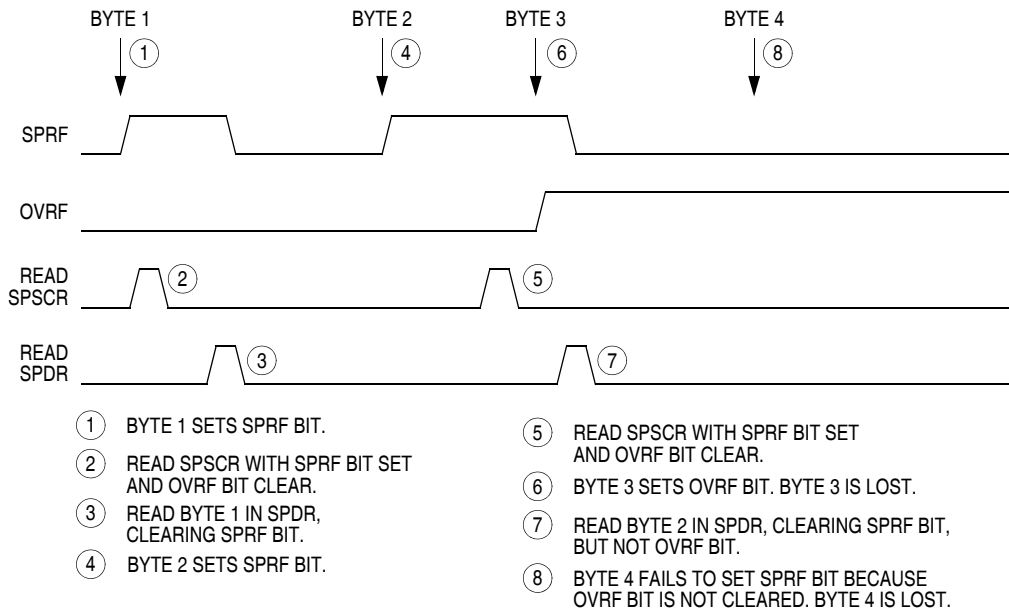 BYTE 1 BYTE 2 BYTE 3 BYTE 4
1 4 6 8
SPRF
OVRF
READ
SPSCR
2 5
READ
SPDR
3 7
1 BYTE 1 SETS SPRF BIT.
2 READ SPSCR WITH SPRF BIT SET
AND OVRF BIT CLEAR.
3 READ BYTE 1 IN SPDR,
CLEARING SPRF BIT.
4 BYTE 2 SETS SPRF BIT.
5 READ SPSCR WITH SPRF BIT SET
AND OVRF BIT CLEAR.
6 BYTE 3 SETS OVRF BIT. BYTE 3 IS LOST.
7 READ BYTE 2 IN SPDR, CLEARING SPRF BIT,
BUT NOT OVRF BIT.
8 BYTE 4 FAILS TO SET SPRF BIT BECAUSE
OVRF BIT IS NOT CLEARED. BYTE 4 IS LOST.